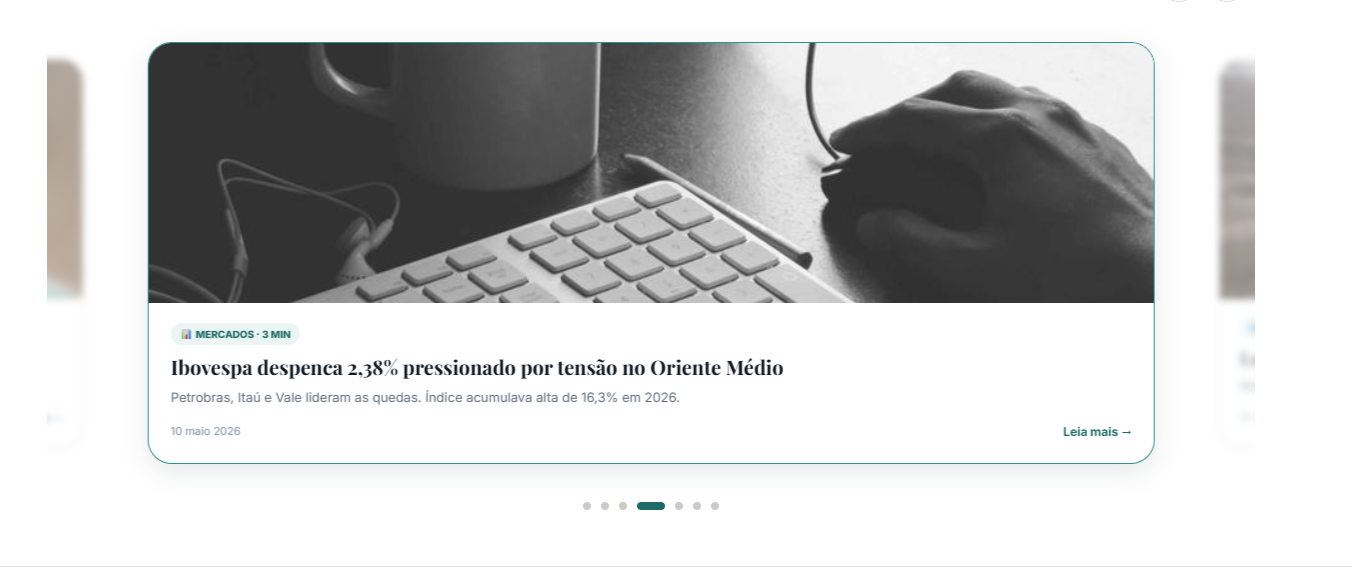 📊 MERCADOS · 3 MIN
Ibovespa despenca 2,38% pressionado por tensão no Oriente Médio
Petrobras, Itaú e Vale lideram as quedas. Índice acumulava alta de 16,3% em 2026.
10 maio 2026
Leia mais →